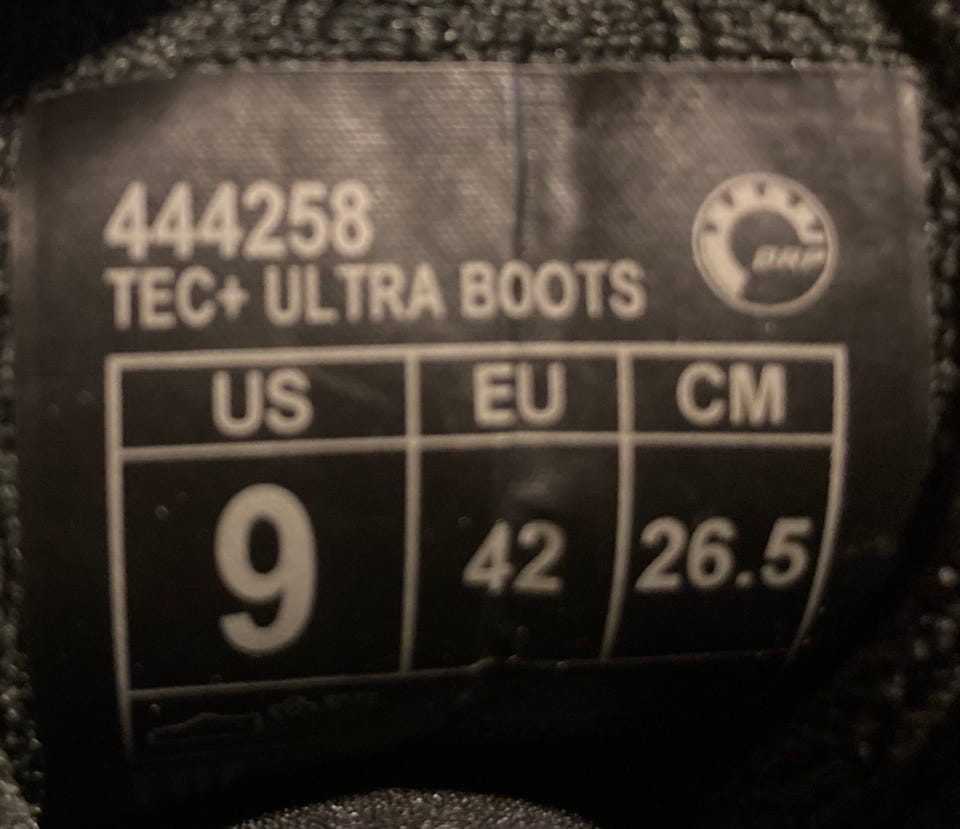 444258
TEC+ ULTRA BOOTS
BRP
US EU CM
9 42 26.5